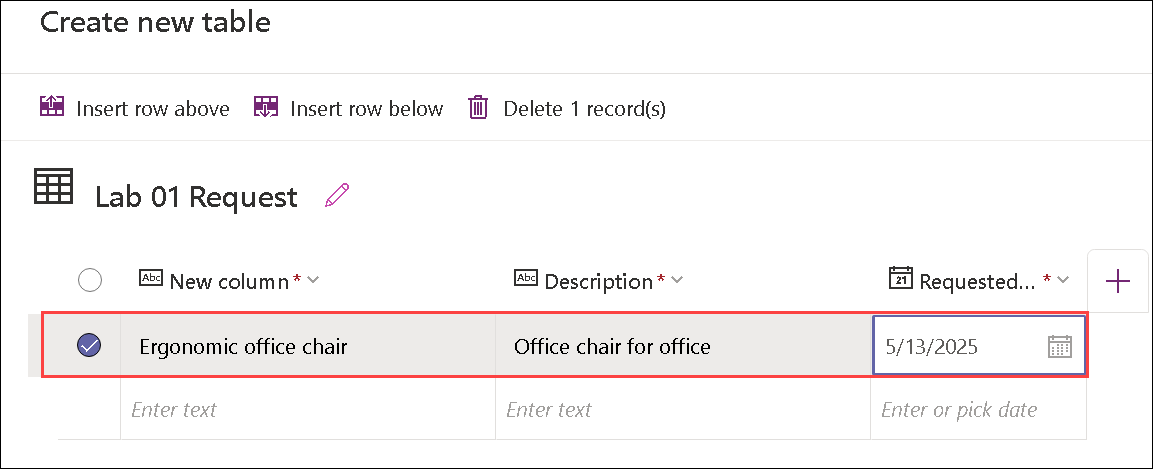 Create new table
Insert row above Insert row below Delete 1 record(s)
Lab 01 Request
Abc New column * Abc Description * 21 Requested... *
Ergonomic office chair Office chair for office 5/13/2025
Enter text Enter text Enter or pick date